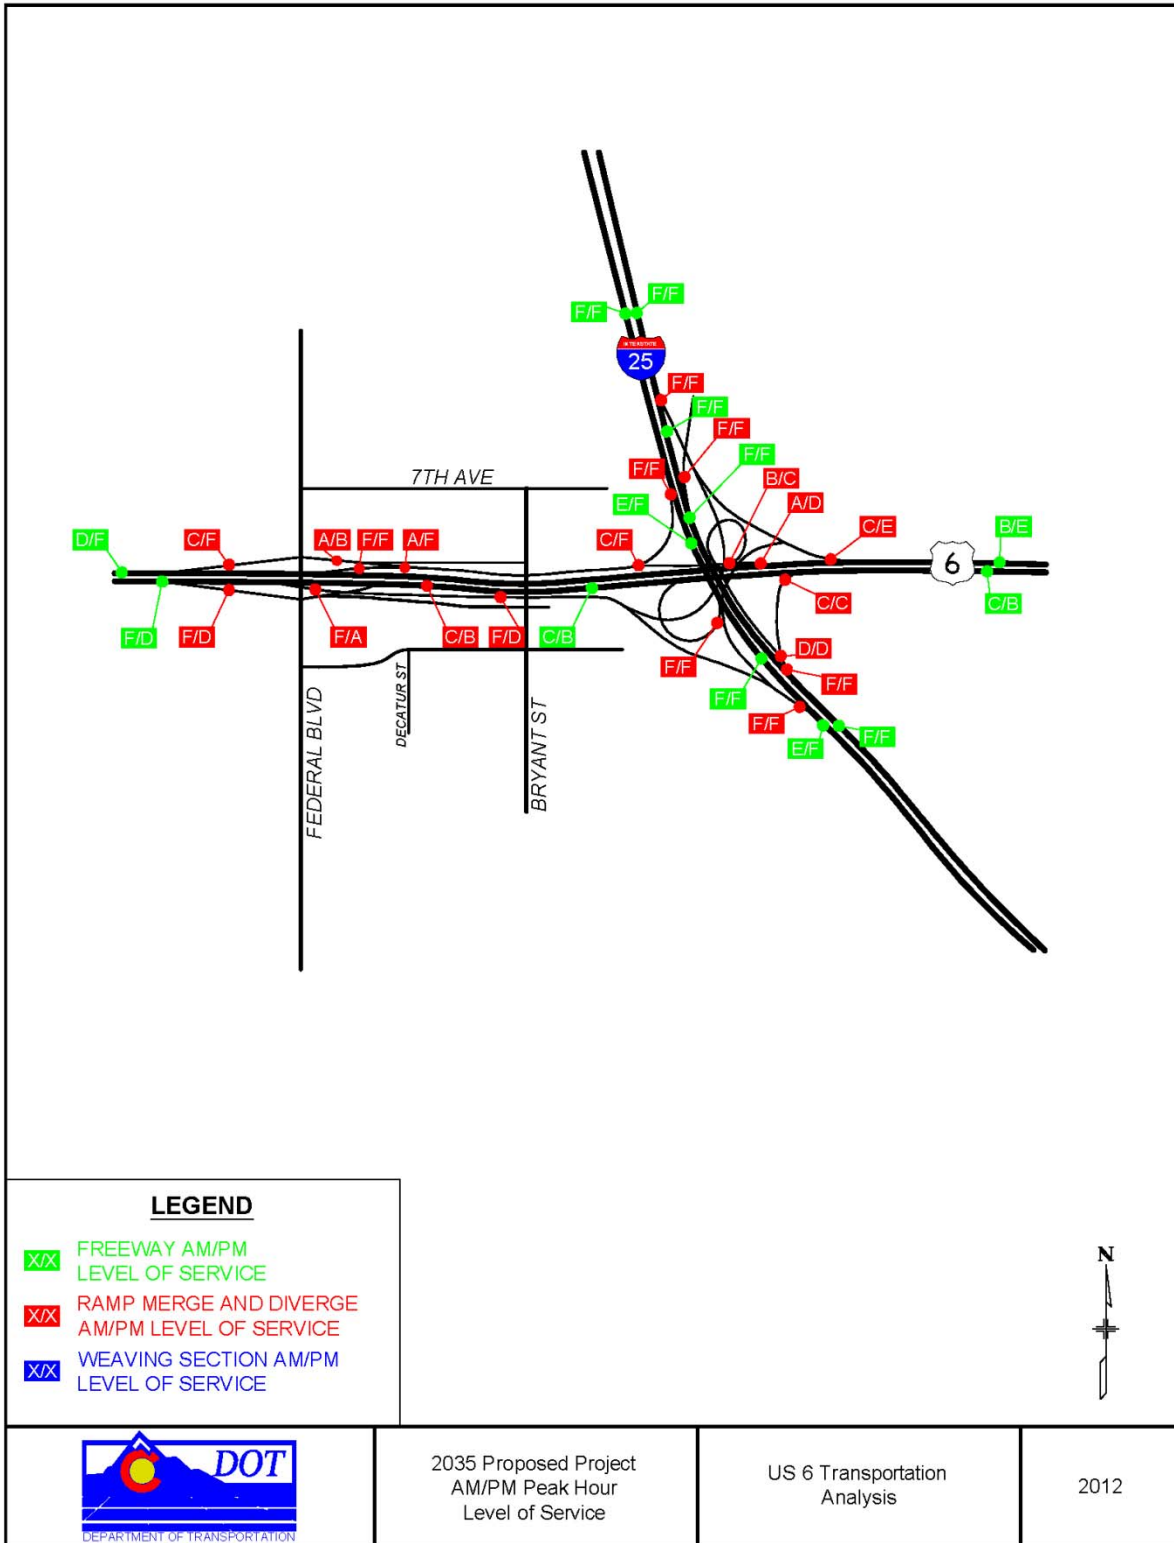 F/F
F/F
INTERSTATE
25
F/F
F/F
F/F
F/F
F/F
B/C
E/F
A/D
7TH AVE
D/F
C/F
A/B
F/F
A/F
C/F
C/E
B/E
6
F/D
F/D
F/A
C/B
F/D
C/B
C/C
C/B
F/F
D/D
F/F
F/F
F/F
E/F
F/F
FEDERAL BLVD
DECATUR ST
BRYANT ST
LEGEND
X/X FREEWAY AM/PM
LEVEL OF SERVICE
X/X RAMP MERGE AND DIVERGE
AM/PM LEVEL OF SERVICE
X/X WEAVING SECTION AM/PM
LEVEL OF SERVICE
N
C DOT
DEPARTMENT OF TRANSPORTATION
2035 Proposed Project
AM/PM Peak Hour
Level of Service
US 6 Transportation
Analysis
2012